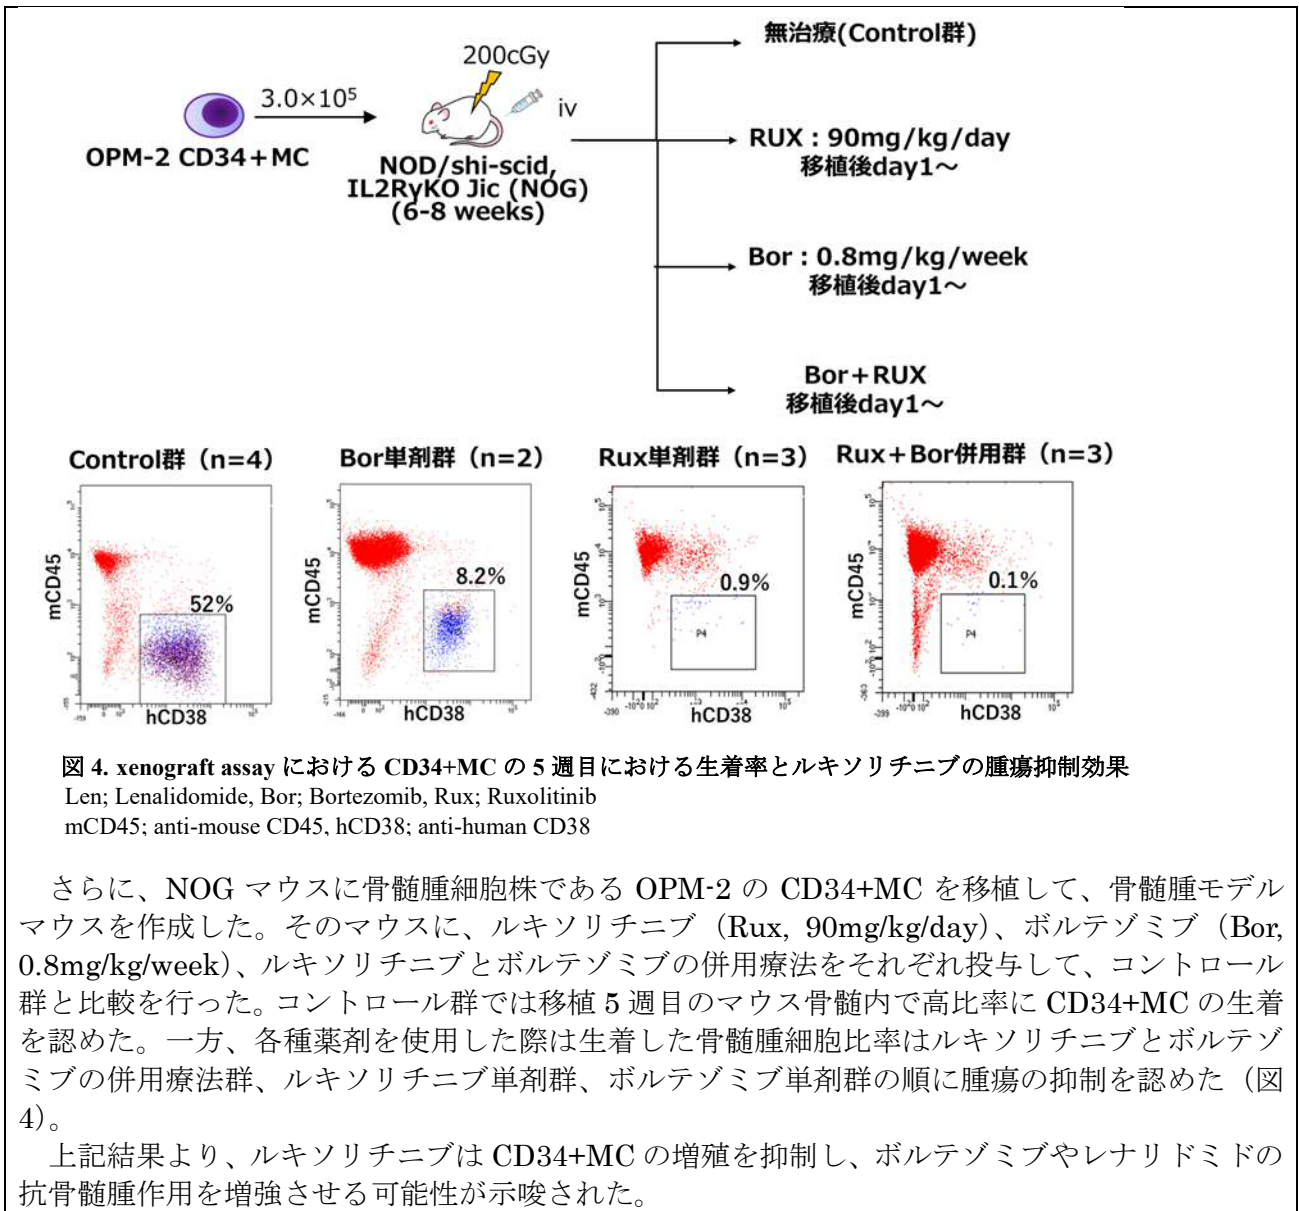 無治療(Control群)
200cGy
3.0×10⁵
iv
OPM-2 CD34+MC
NOD/shi-scid,
IL2RγKO Jic (NOG)
(6-8 weeks)
RUX : 90mg/kg/day
移植後day1～
Bor : 0.8mg/kg/week
移植後day1～
Bor+RUX
移植後day1～
Control群（n=4）
Bor単剤群（n=2）
Rux単剤群（n=3）
Rux+Bor併用群（n=3）
mCD45
52%
hCD38
mCD45
8.2%
hCD38
mCD45
0.9%
P4
hCD38
mCD45
0.1%
P4
hCD38
図 4. xenograft assay における CD34+MC の 5 週目における生着率とルキソリチニブの腫瘍抑制効果
Len; Lenalidomide, Bor; Bortezomib, Rux; Ruxolitinib
mCD45; anti-mouse CD45, hCD38; anti-human CD38
さらに、NOG マウスに骨髄腫細胞株である OPM-2 の CD34+MC を移植して、骨髄腫モデル
マウスを作成した。そのマウスに、ルキソリチニブ（Rux, 90mg/kg/day）、ボルテゾミブ（Bor,
0.8mg/kg/week）、ルキソリチニブとボルテゾミブの併用療法をそれぞれ投与して、コントロール
群と比較を行った。コントロール群では移植 5 週目のマウス骨髄内で高比率に CD34+MC の生着
を認めた。一方、各種薬剤を使用した際は生着した骨髄腫細胞比率はルキソリチニブとボルテゾ
ミブの併用療法群、ルキソリチニブ単剤群、ボルテゾミブ単剤群の順に腫瘍の抑制を認めた（図
4）。
上記結果より、ルキソリチニブは CD34+MC の増殖を抑制し、ボルテゾミブやレナリドミドの
抗骨髄腫作用を増強させる可能性が示唆された。